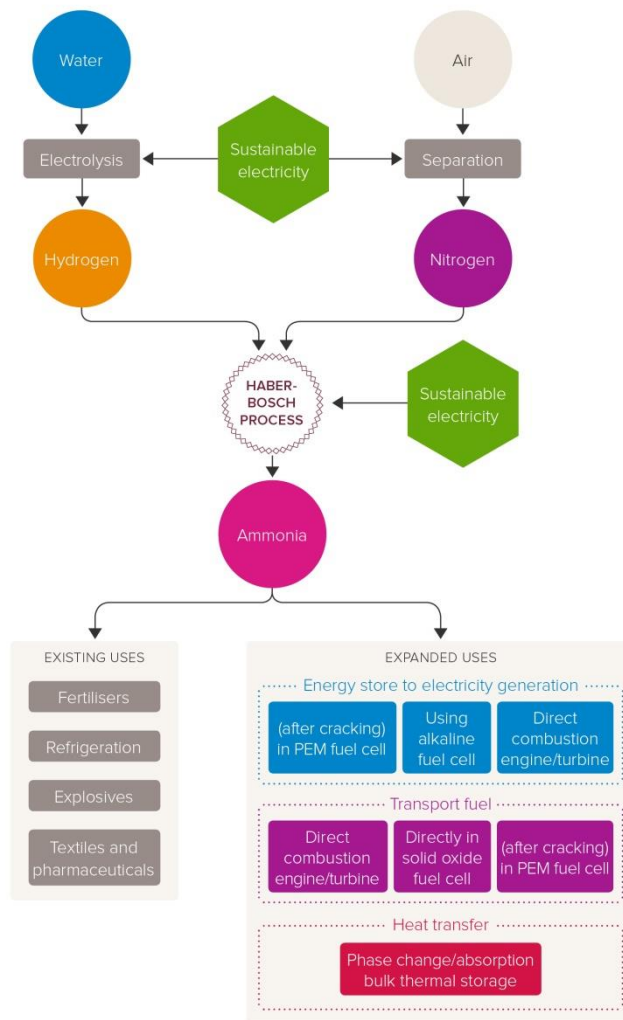 Water
Air
Electrolysis
Sustainable
electricity
Separation
Hydrogen
Nitrogen
HABER-
BOSCH
PROCESS
Sustainable
electricity
Ammonia
EXISTING USES
Fertilisers
Refrigeration
Explosives
Textiles and
pharmaceuticals
EXPANDED USES
Energy store to electricity generation
(after cracking)
in PEM fuel cell
Using
alkaline
fuel cell
Direct
combustion
engine/turbine
Transport fuel
Direct
combustion
engine/turbine
Directly in
solid oxide
fuel cell
(after cracking)
in PEM fuel cell
Heat transfer
Phase change/absorption
bulk thermal storage